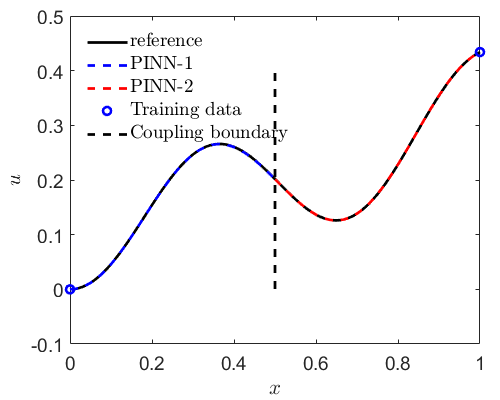 0.5
reference
PINN-1
0.4
PINN-2
Training data
0.3
Coupling boundary
u
0.2
0.1
0
-0.1
0 0.2 0.4 0.6 0.8 1
x